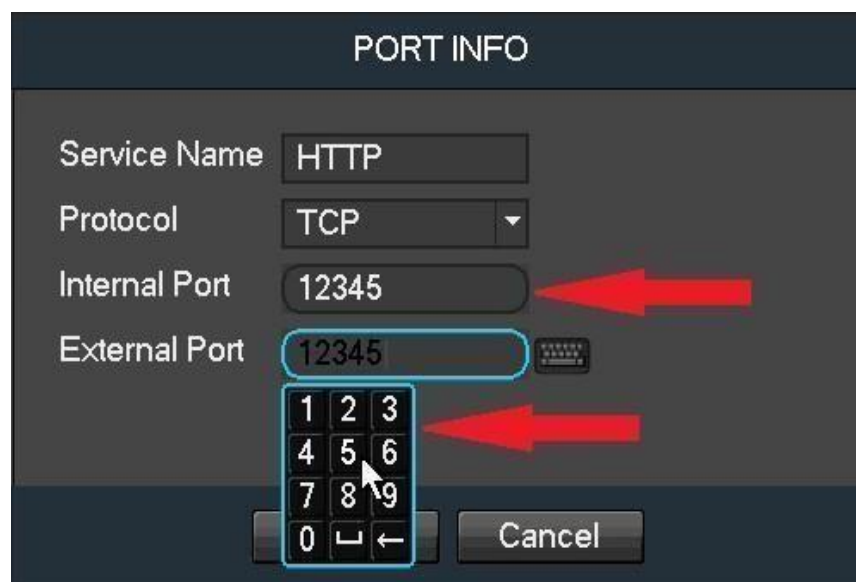 PORT INFO
Service Name HTTP
Protocol TCP
Internal Port 12345
External Port 12345
1 2 3
4 5 6
7 8 9
0 ←
Cancel